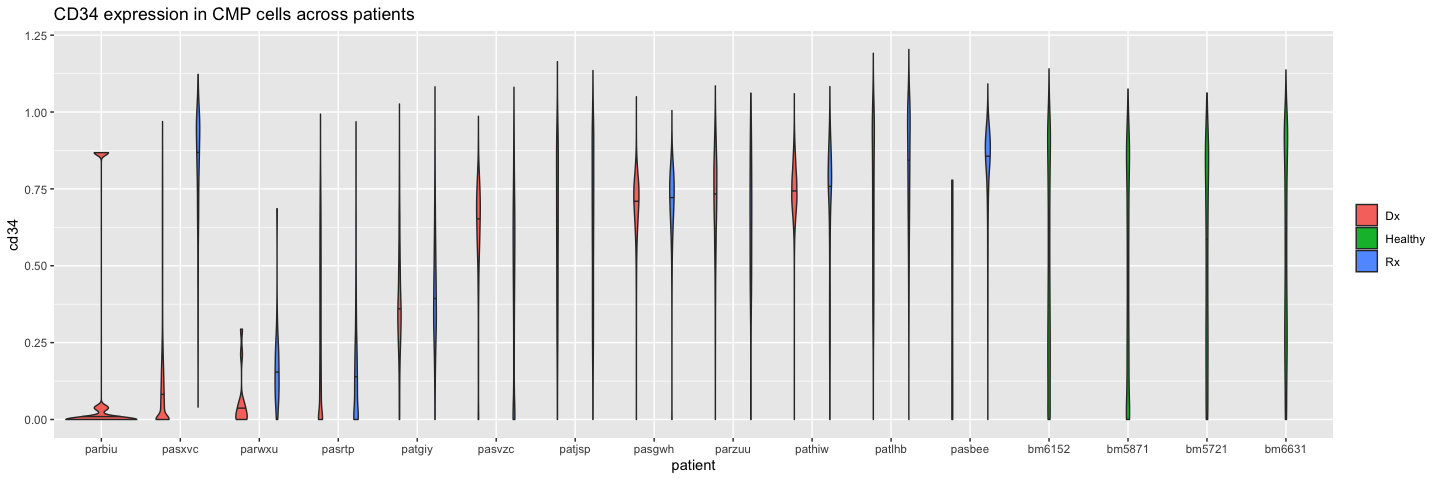 CD34 expression in CMP cells across patients
1.25
1.00
0.75
0.50
0.25
0.00
cd34
parbiu pasxvc parwxu pasrtp patgiy pasvzc patjsp pasgwh parzuu pathiw patlhb pasbee bm6152 bm5871 bm5721 bm6631
patient
Dx
Healthy
Rx